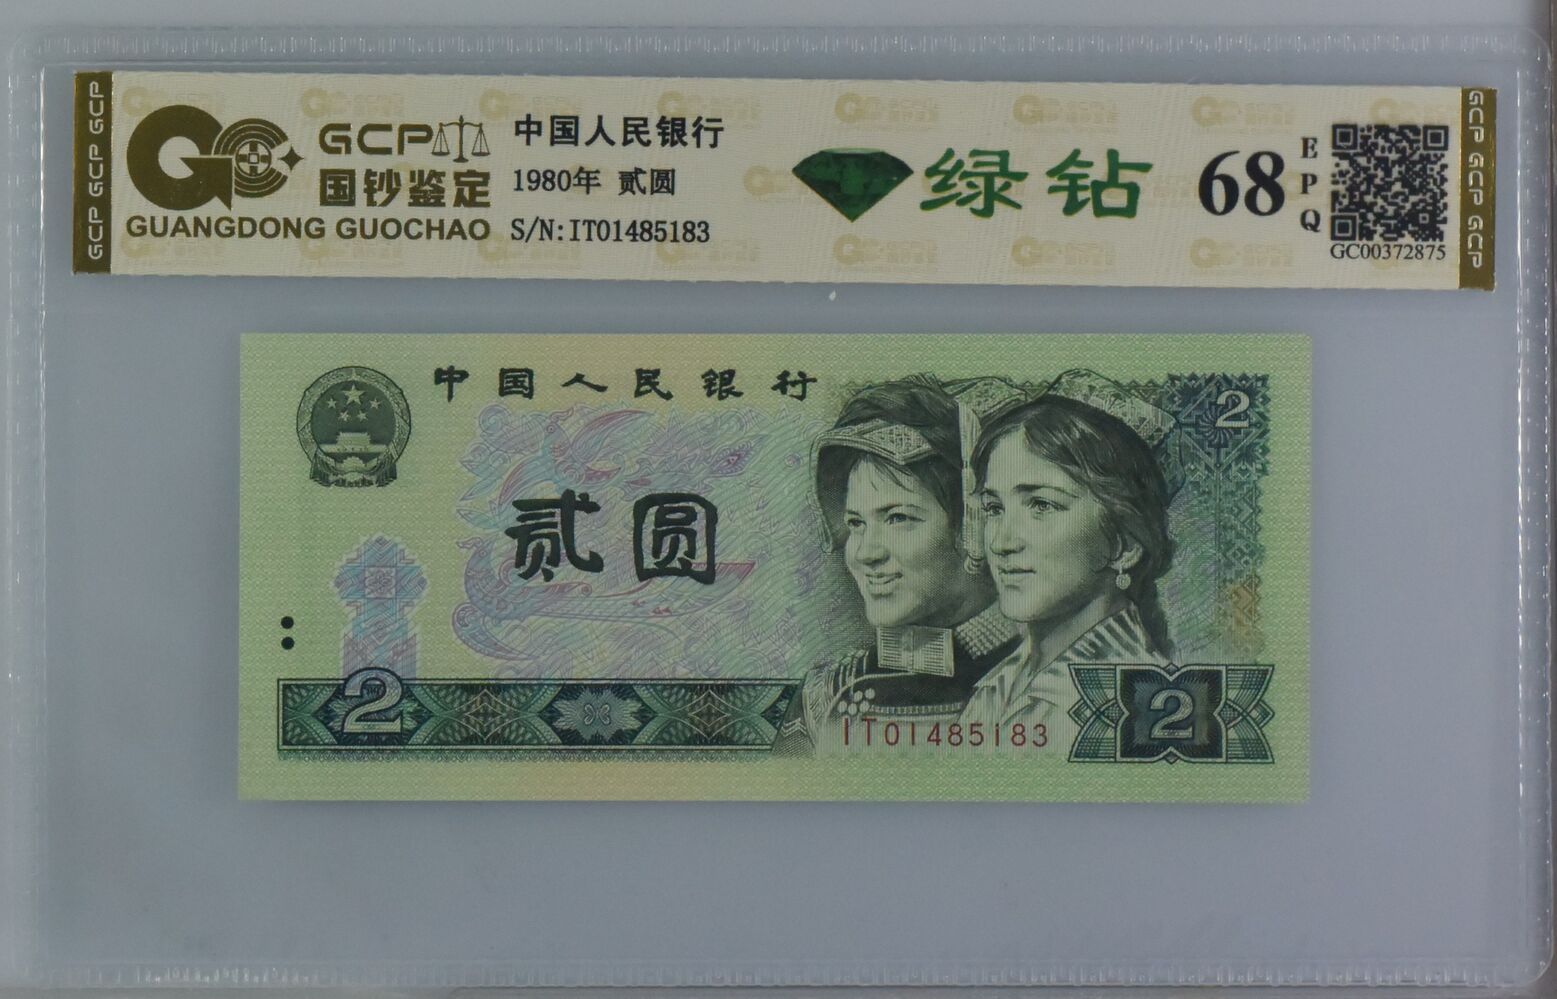 GCP GCP GCP
GCP
国钞鉴定
GUANGDONG GUOCHAO
中国人民银行
1980年 贰圆
S/N:IT01485183
绿钻
68
EPQ
GC00372875
GCP GCP GCP
中国人民银行
2
贰圆
2
IT01485183
2